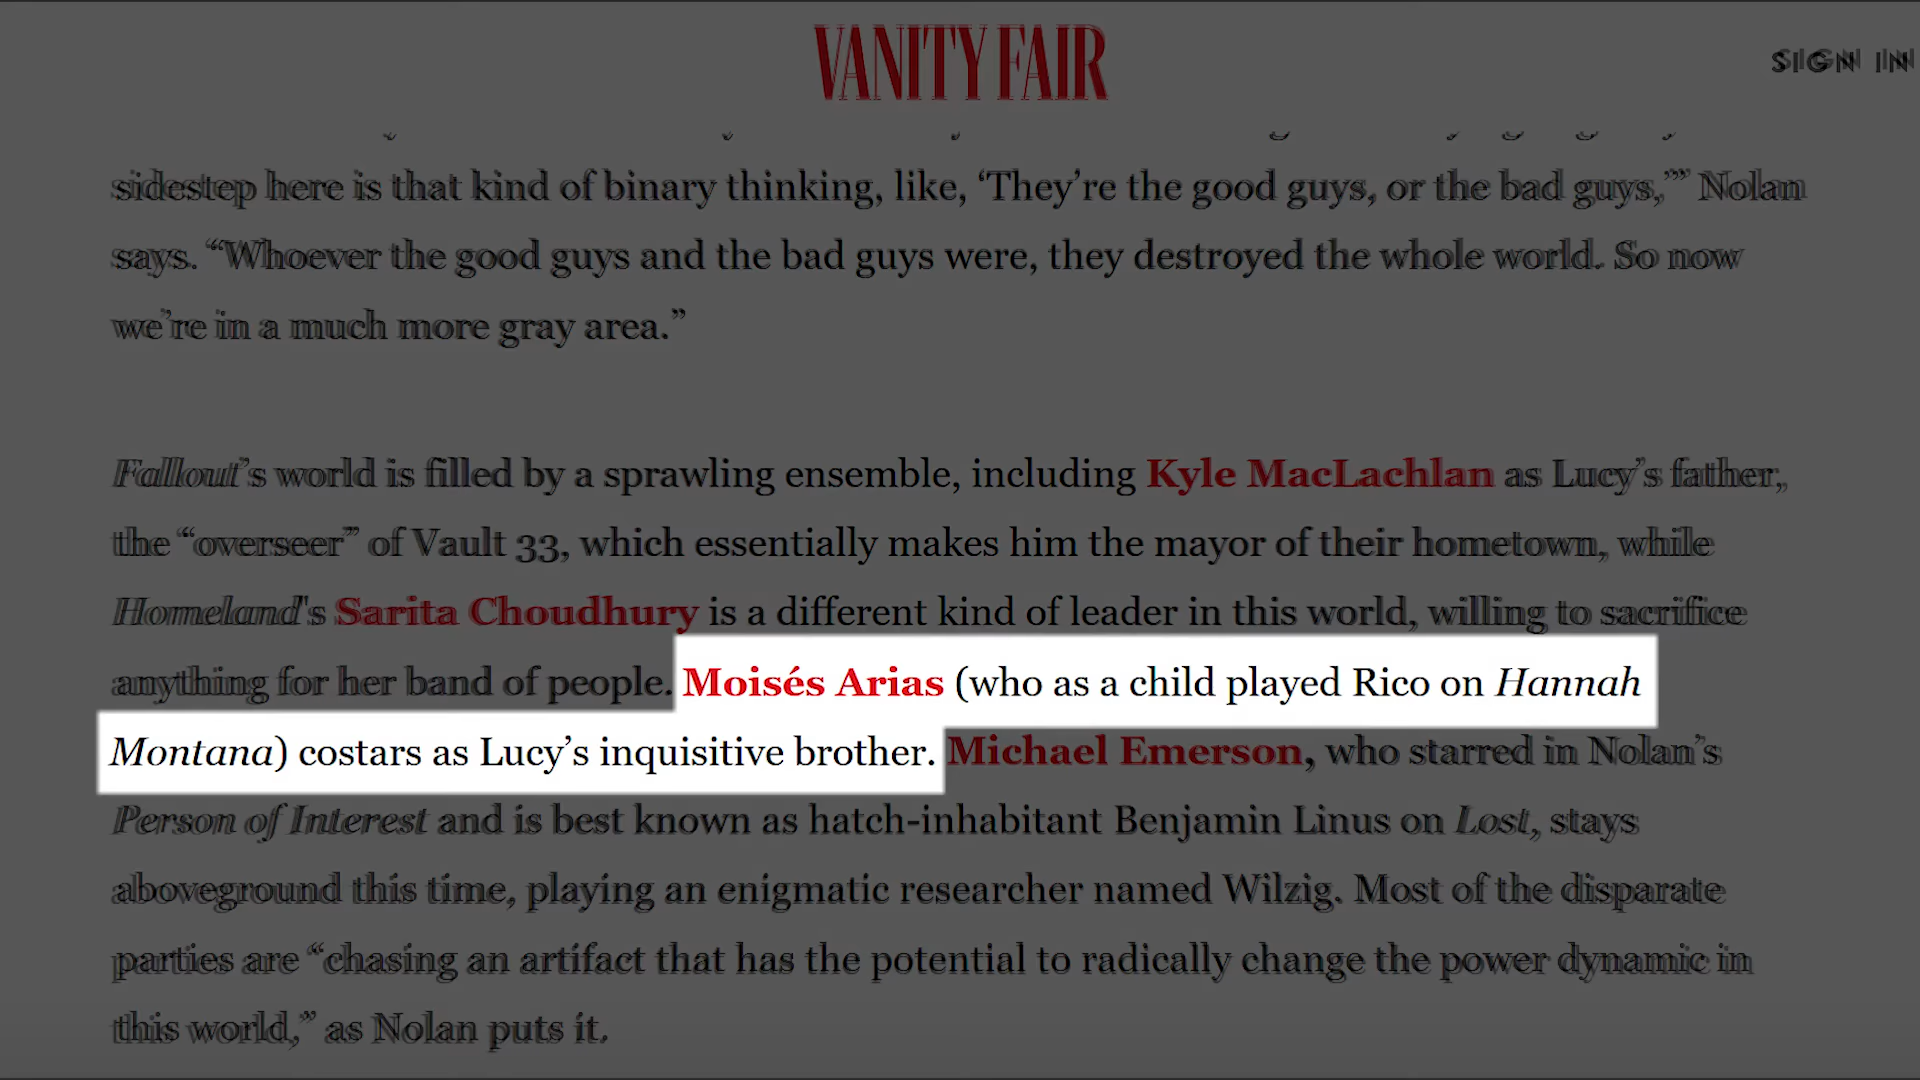 VANITY FAIR
SIGN IN
sidestep here is that kind of binary thinking, like, ‘They’re the good guys, or the bad guys,’” Nolan
says. “Whoever the good guys and the bad guys were, they destroyed the whole world. So now
we’re in a much more gray area.”
Fallout’s world is filled by a sprawling ensemble, including Kyle MacLachlan as Lucy’s father,
the “overseer” of Vault 33, which essentially makes him the mayor of their hometown, while
Homeland's Sarita Choudhury is a different kind of leader in this world, willing to sacrifice
anything for her band of people. Moisés Arias (who as a child played Rico on Hannah
Montana) costars as Lucy’s inquisitive brother. Michael Emerson, who starred in Nolan’s
Person of Interest and is best known as hatch-inhabitant Benjamin Linus on Lost, stays
aboveground this time, playing an enigmatic researcher named Wilzig. Most of the disparate
parties are “chasing an artifact that has the potential to radically change the power dynamic in
this world,” as Nolan puts it.